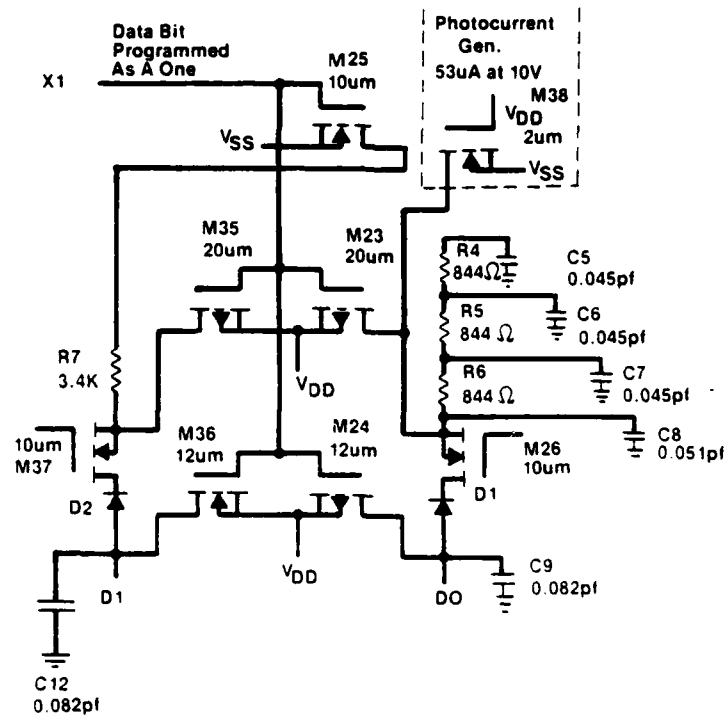 Data Bit
Programmed
As A One
X1
M25
10um
VSS
Photocurrent
Gen.
53uA at 10V
M38
VDD
2um
VSS
M35
20um
M23
20um
R4
844Ω
C5
0.045pf
R5
844 Ω
C6
0.045pf
R6
844 Ω
C7
0.045pf
C8
0.051pf
R7
3.4K
VDD
10um
M37
M36
12um
M24
12um
M26
10um
D1
D2
VDD
D1
DO
C9
0.082pf
C12
0.082pf